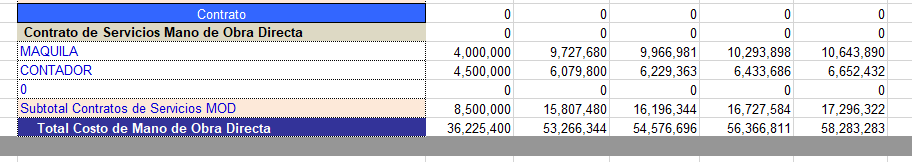 Contrato 0 0 0 0 0
Contrato de Servicios Mano de Obra Directa 0 0 0 0 0
MAQUILA 4,000,000 9,727,680 9,966,981 10,293,898 10,643,890
CONTADOR 4,500,000 6,079,800 6,229,363 6,433,686 6,652,432
0 0 0 0 0 0
Subtotal Contratos de Servicios MOD 8,500,000 15,807,480 16,196,344 16,727,584 17,296,322
Total Costo de Mano de Obra Directa 36,225,400 53,266,344 54,576,696 56,366,811 58,283,283